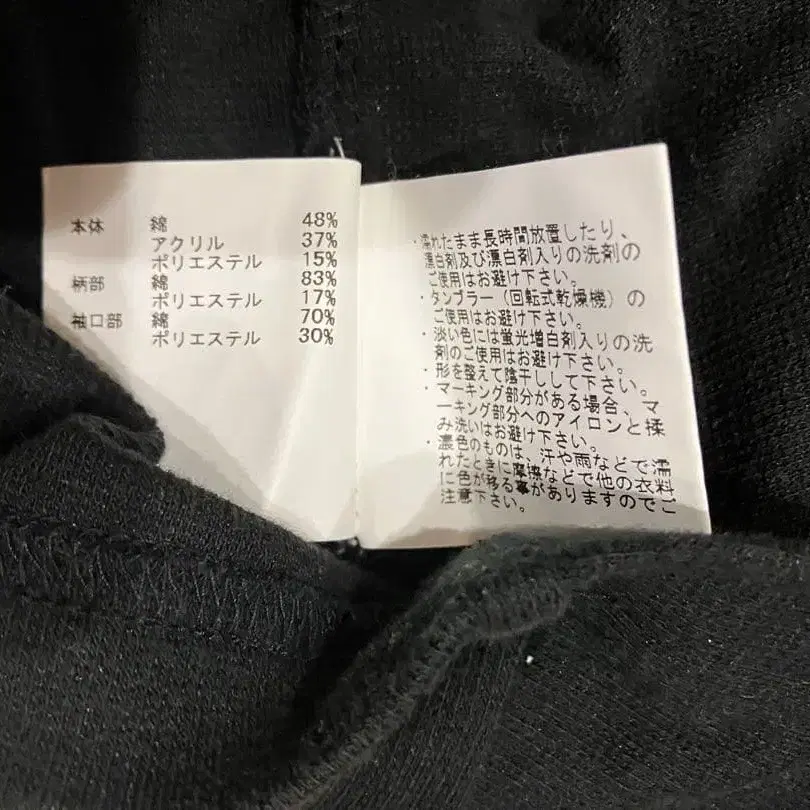 本体 綿 48%
アクリル 37%
ポリエステル 15%
柄部 綿 83%
ポリエステル 17%
袖口部 綿 70%
ポリエステル 30%
・濡れたまま長時間放置したり、
漂白剤及び漂白剤入りの洗剤の
ご使用はお避け下さい。
・タンブラー(回転式乾燥機)の
ご使用はお避け下さい。
・淡い色には蛍光増白剤入りの洗
剤のご使用はお避け下さい。
・形を整えて陰干しして下さい。
・マーキング部分がある場合、マ
ーキング部分へのアイロンと揉
み洗いはお避け下さい。
・濃色のものは、汗や雨などで濡
れたときに摩擦などで他の衣料
に色が移る事がありますのでご
注意下さい。